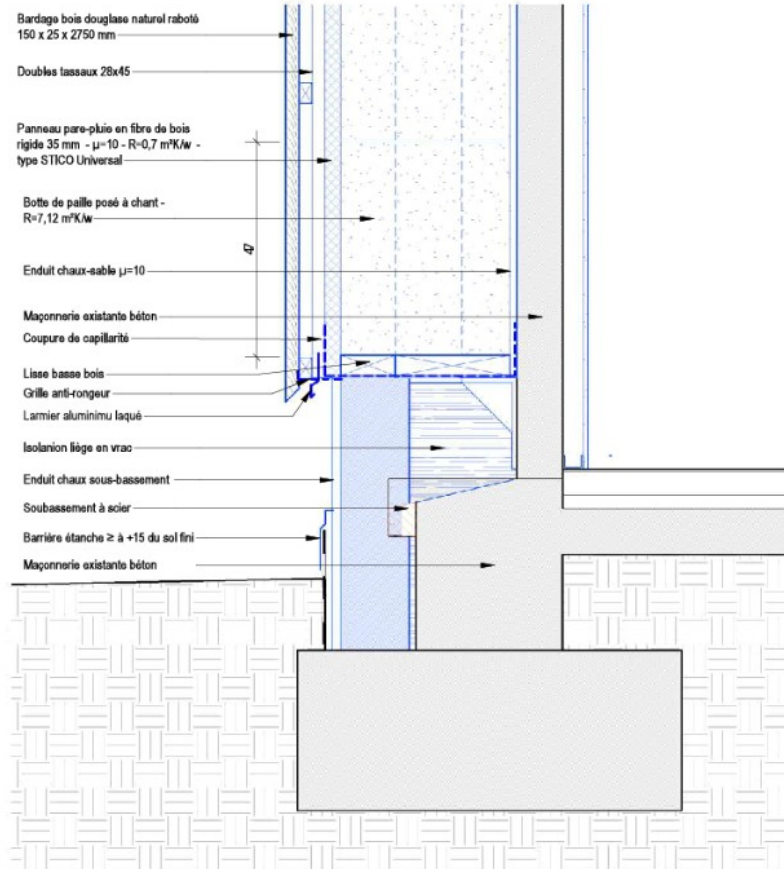 Bardage bois douglase naturel raboté
150 x 25 x 2750 mm
Doubles tassaux 28x45
Panneau pare-pluie en fibre de bois
rigide 35 mm - µ=10 - R=0,7 m²K/w -
type STICO Universal
Botte de paille posé à chant -
R=7,12 m²K/w
47
Enduit chaux-sable µ=10
Maçonnerie existante béton
Coupure de capillarité
Lisse basse bois
Grille anti-rongeur
Larmier aluminimu laqué
Isolanion liège en vrac
Enduit chaux sous-bassement
Soubassement à scier
Barrière étanche ≥ à +15 du sol fini
Maçonnerie existante béton